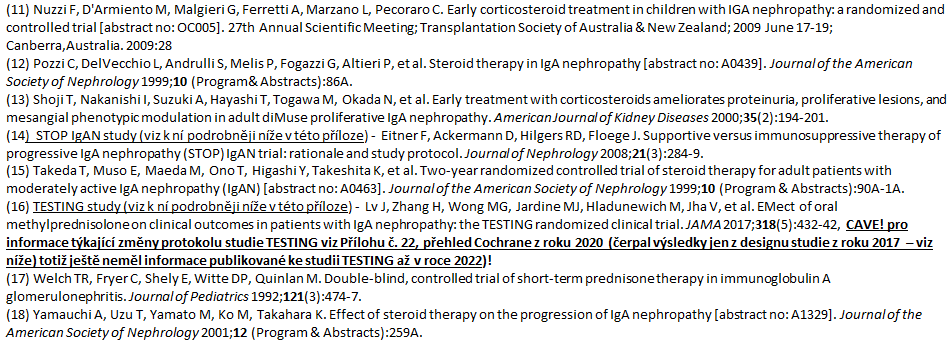 (11) Nuzzi F, D'Armiento M, Malgieri G, Ferretti A, Marzano L, Pecoraro C. Early corticosteroid treatment in children with IGA nephropathy: a randomized and
controlled trial [abstract no: OC005]. 27th Annual Scientific Meeting; Transplantation Society of Australia & New Zealand; 2009 June 17-19;
Canberra,Australia. 2009:28
(12) Pozzi C, DelVecchio L, Andrulli S, Melis P, Fogazzi G, Altieri P, et al. Steroid therapy in IgA nephropathy [abstract no: A0439]. Journal of the American
Society of Nephrology 1999;10 (Program& Abstracts):86A.
(13) Shoji T, Nakanishi I, Suzuki A, Hayashi T, Togawa M, Okada N, et al. Early treatment with corticosteroids ameliorates proteinuria, proliferative lesions, and
mesangial phenotypic modulation in adult diMuse proliferative IgA nephropathy. American Journal of Kidney Diseases 2000;35(2):194-201.
(14) STOP IgAN study (viz k ní podrobněji níže v této příloze) - Eitner F, Ackermann D, Hilgers RD, Floege J. Supportive versus immunosuppressive therapy of
progressive IgA nephropathy (STOP) IgAN trial: rationale and study protocol. Journal of Nephrology 2008;21(3):284-9.
(15) Takeda T, Muso E, Maeda M, Ono T, Higashi Y, Takeshita K, et al. Two-year randomized controlled trial of steroid therapy for adult patients with
moderately active IgA nephropathy (IgAN) [abstract no: A0463]. Journal of the American Society of Nephrology 1999;10 (Program & Abstracts):90A-1A.
(16) TESTING study (viz k ní podrobněji níže v této příloze) - Lv J, Zhang H, Wong MG, Jardine MJ, Hladunewich M, Jha V, et al. EMect of oral
methylprednisolone on clinical outcomes in patients with IgA nephropathy: the TESTING randomized clinical trial. JAMA 2017;318(5):432-42, CAVE! pro
informace týkající změny protokolu studie TESTING viz Přílohu č. 22, přehled Cochrane z roku 2020 (čerpal výsledky jen z designu studie z roku 2017 – viz
níže) totiž ještě neměl informace publikované ke studii TESTING až v roce 2022)!
(17) Welch TR, Fryer C, Shely E, Witte DP, Quinlan M. Double-blind, controlled trial of short-term prednisone therapy in immunoglobulin A
glomerulonephritis. Journal of Pediatrics 1992;121(3):474-7.
(18) Yamauchi A, Uzu T, Yamato M, Ko M, Takahara K. Effect of steroid therapy on the progression of IgA nephropathy [abstract no: A1329]. Journal of the
American Society of Nephrology 2001;12 (Program & Abstracts):259A.